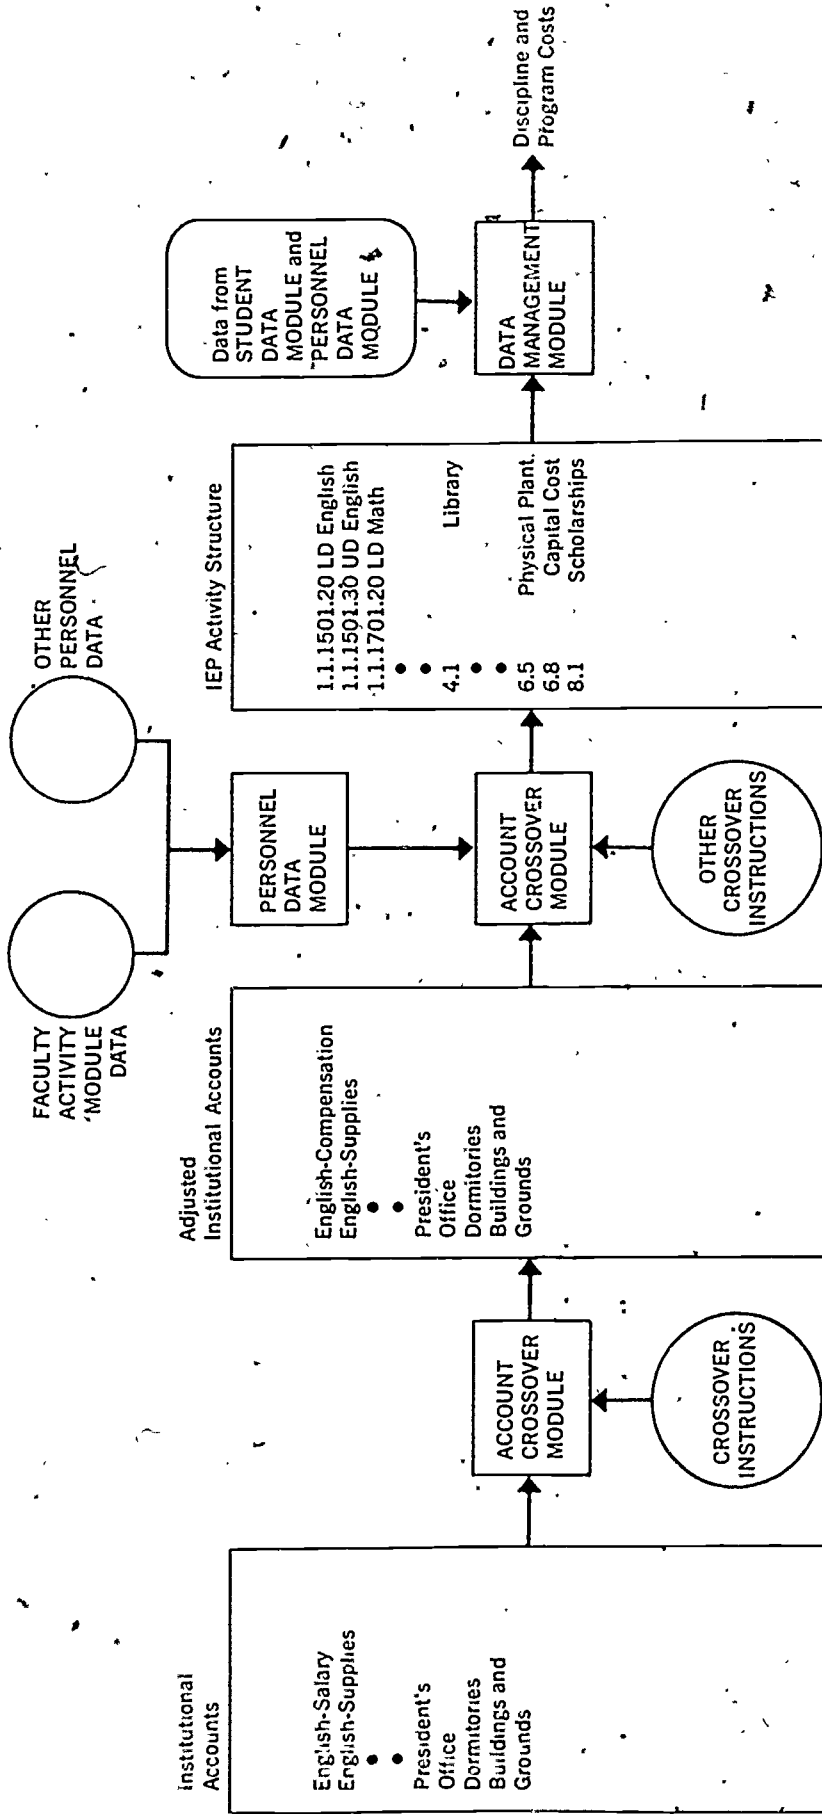 Institutional
Accounts
English-Salary
English-Supplies
President's
Office
Dormitories
Buildings and
Grounds
ACCOUNT
CROSSOVER
MODULE
CROSSOVER
INSTRUCTIONS
Adjusted
Institutional Accounts
English-Compensation
English-Supplies
President's
Office
Dormitories
Buildings and
Grounds
FACULTY
ACTIVITY
MODULE
DATA
OTHER
PERSONNEL
DATA
PERSONNEL
DATA
MODULE
ACCOUNT
CROSSOVER
MODULE
OTHER
CROSSOVER
INSTRUCTIONS
IEP Activity Structure
1.1.1501.20 LD English
1.1.1501.30 UD English
1.1.1701.20 LD Math
4.1 Library
6.5 Physical Plant
6.8 Capital Cost
8.1 Scholarships
Data from
STUDENT
DATA
MODULE and
PERSONNEL
DATA
MODULE
DATA
MANAGEMENT
MODULE
Discipline and
Program Costs